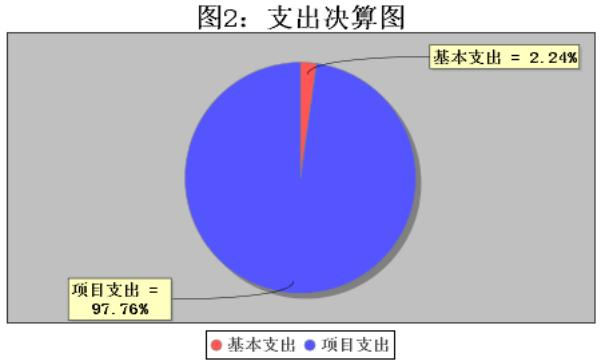 图2：支出决算图
基本支出 = 2.24%
项目支出 =
97.76%
基本支出 项目支出